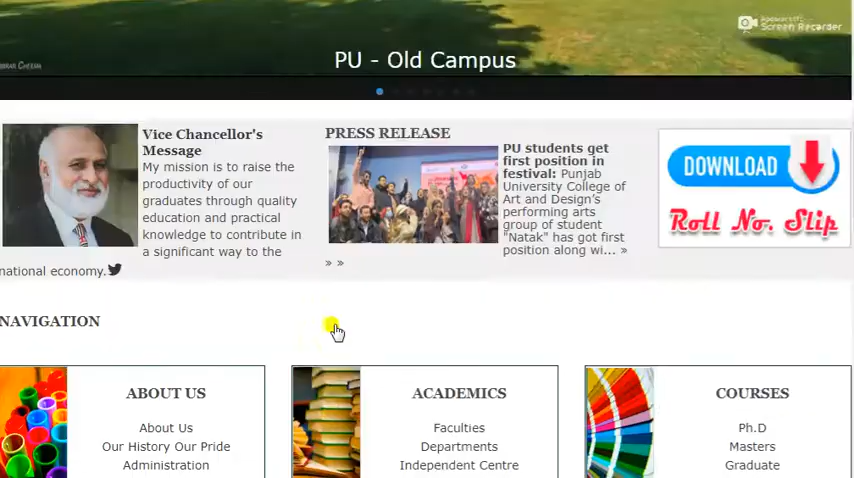 Screen Recorder
PU - Old Campus
Vice Chancellor's
Message
My mission is to raise the
productivity of our
graduates through quality
education and practical
knowledge to contribute in
a significant way to the
national economy.
PRESS RELEASE
PU students get
first position in
festival: Punjab
University College of
Art and Design's
performing arts
group of student
"Natak" has got first
position along wi... »
» »
DOWNLOAD
Roll No. Slip
NAVIGATION
ABOUT US
About Us
Our History Our Pride
Administration
ACADEMICS
Faculties
Departments
Independent Centre
COURSES
Ph.D
Masters
Graduate